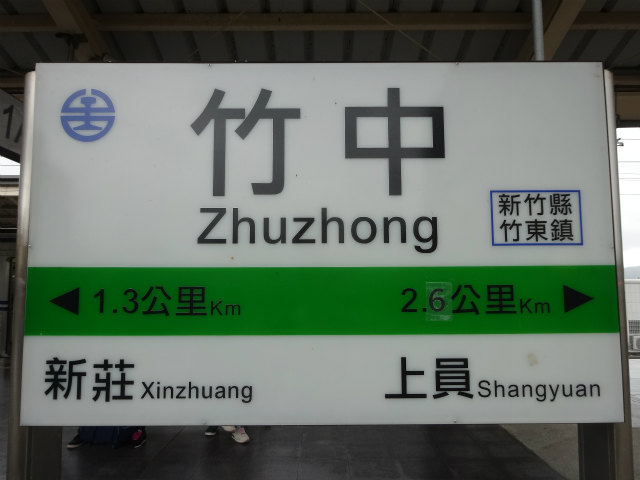 竹中
Zhuzhong
新竹縣
竹東鎮
◀ 1.3公里Km 2.6公里Km ▶
新莊 Xinzhuang 上員 Shangyuan